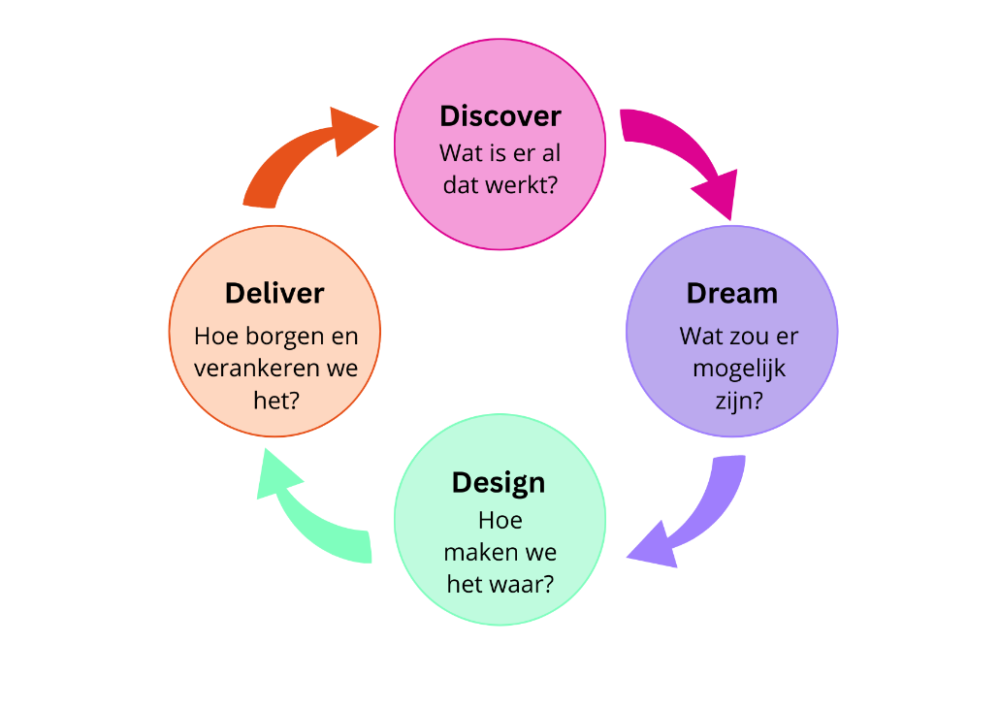 Discover
Wat is er al
dat werkt?
Dream
Wat zou er
mogelijk
zijn?
Design
Hoe
maken we
het waar?
Deliver
Hoe borgen en
verankeren we
het?